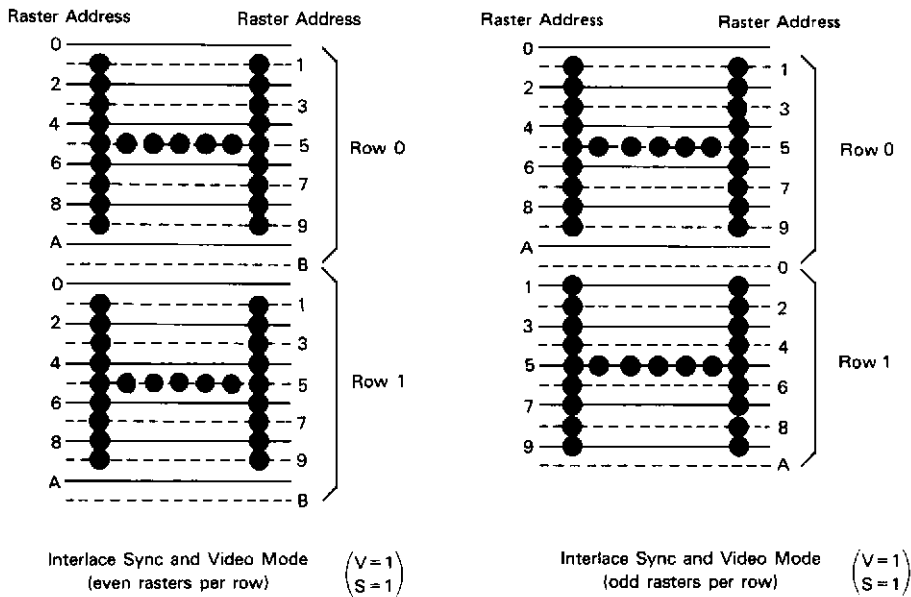 Raster Address Raster Address
0
1
2
3
4
5
6
7
8
9
A
B
Row 0
0
1
2
3
4
5
6
7
8
9
A
B
Row 1
Interlace Sync and Video Mode (V=1
(even rasters per row) S=1)
Raster Address Raster Address
0
1
2
3
4
5
6
7
8
9
A
Row 0
0
1
2
3
4
5
6
7
8
9
A
Row 1
Interlace Sync and Video Mode (V=1
(odd rasters per row) S=1)